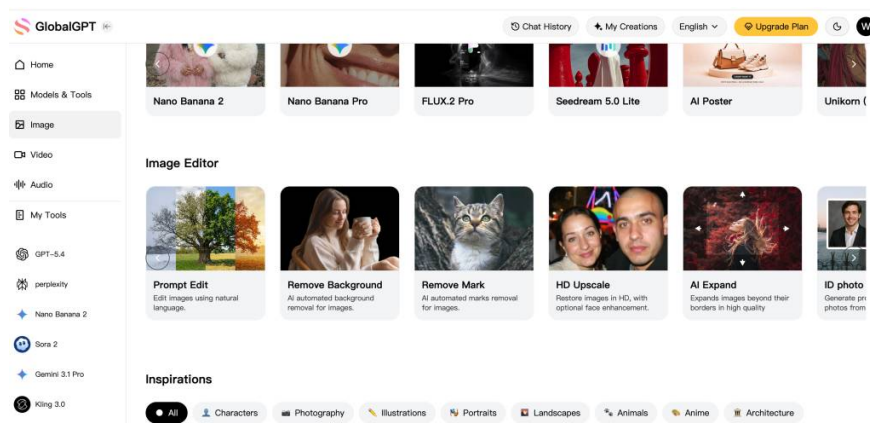 GlobalGPT
Chat History
My Creations
English
Upgrade Plan
W
Home
Models & Tools
Image
Video
Audio
My Tools
GPT-5.4
perplexity
Nano Banana 2
Sora 2
Gemini 3.1 Pro
Kling 3.0
Nano Banana 2
Nano Banana Pro
FLUX.2 Pro
Seedream 5.0 Lite
AI Poster
Unikorn (
Image Editor
Prompt Edit
Edit images using natural
language.
Remove Background
AI automated background
removal for images.
Remove Mark
AI automated marks removal
for images.
HD Upscale
Restore images in HD, with
optional face enhancement.
AI Expand
Expands images beyond their
borders in high quality
ID photo
Generate pr
photos from
Inspirations
All
Characters
Photography
Illustrations
Portraits
Landscapes
Animals
Anime
Architecture